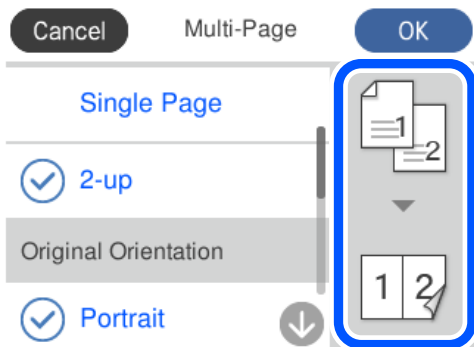 Cancel Multi-Page OK
Single Page
2-up
Original Orientation
Portrait
1
2
1 2